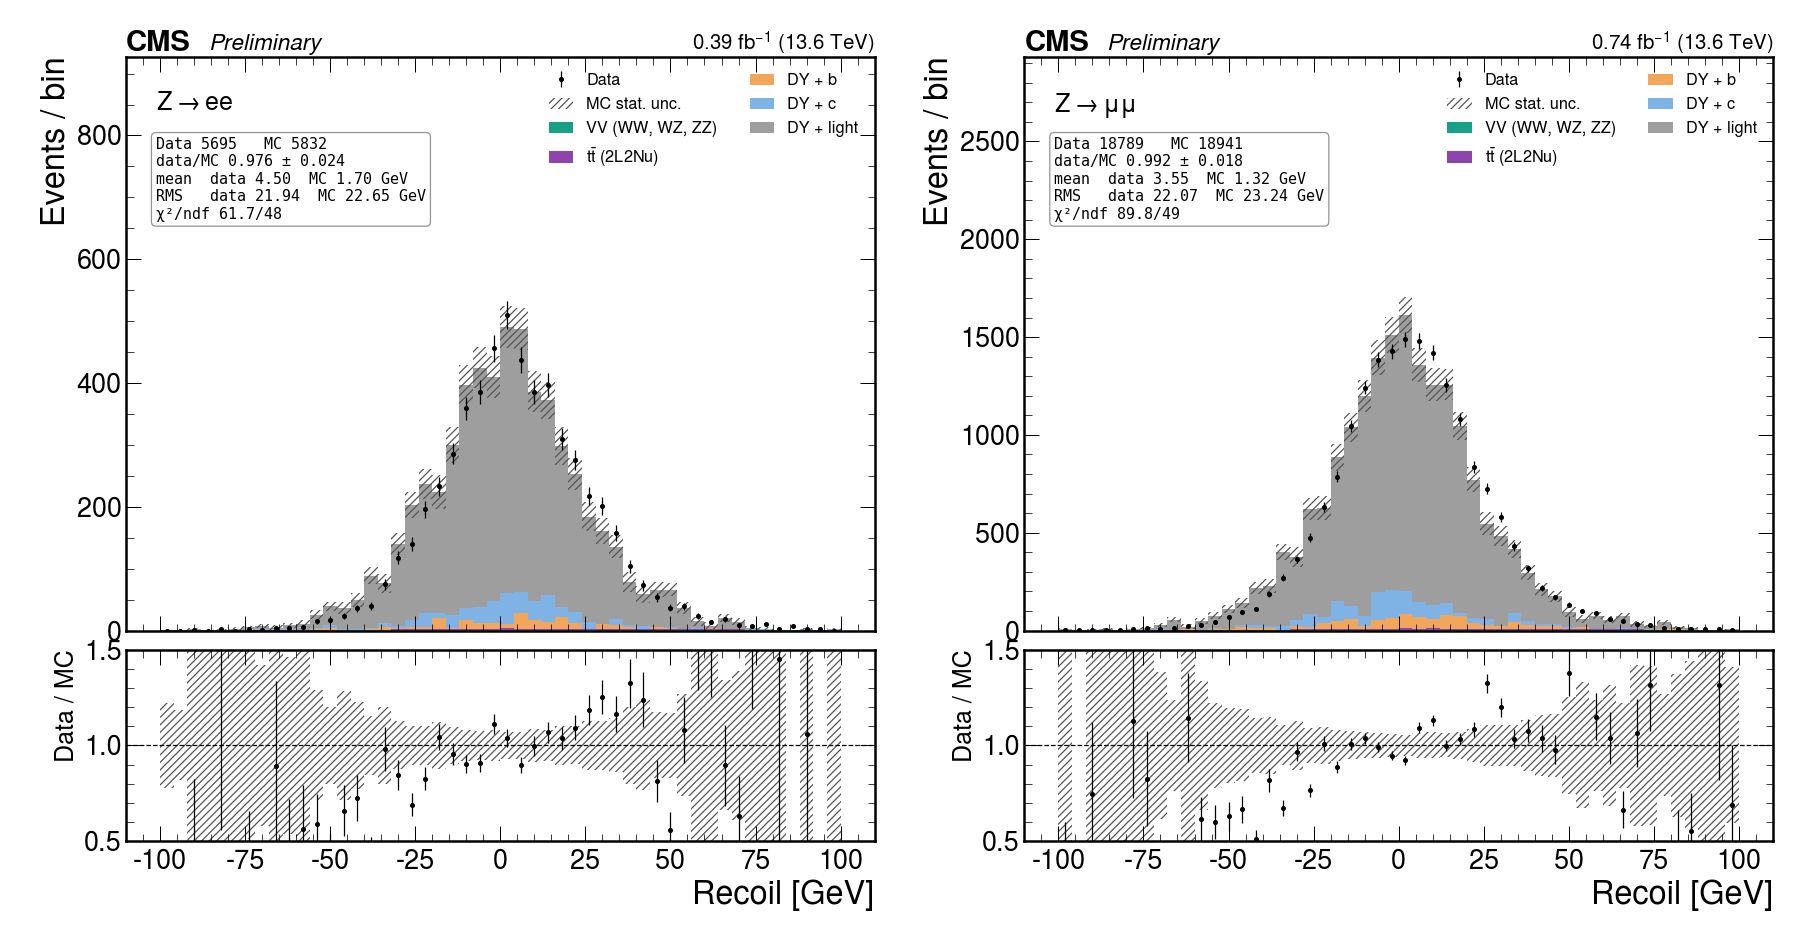 CMS Preliminary 0.39 fb⁻¹ (13.6 TeV)
Events / bin
Z → ee
Data
MC stat. unc.
VV (WW, WZ, ZZ)
tt̄ (2L2Nu)
DY + b
DY + c
DY + light
Data 5695 MC 5832
data/MC 0.976 ± 0.024
mean data 4.50 MC 1.70 GeV
RMS data 21.94 MC 22.65 GeV
χ²/ndf 61.7/48
800
600
400
200
0
Data / MC
1.5
1.0
0.5
-100 -75 -50 -25 0 25 50 75 100
Recoil [GeV]
CMS Preliminary 0.74 fb⁻¹ (13.6 TeV)
Events / bin
Z → μμ
Data
MC stat. unc.
VV (WW, WZ, ZZ)
tt̄ (2L2Nu)
DY + b
DY + c
DY + light
Data 18789 MC 18941
data/MC 0.992 ± 0.018
mean data 3.55 MC 1.32 GeV
RMS data 22.07 MC 23.24 GeV
χ²/ndf 89.8/49
2500
2000
1500
1000
500
0
Data / MC
1.5
1.0
0.5
-100 -75 -50 -25 0 25 50 75 100
Recoil [GeV]